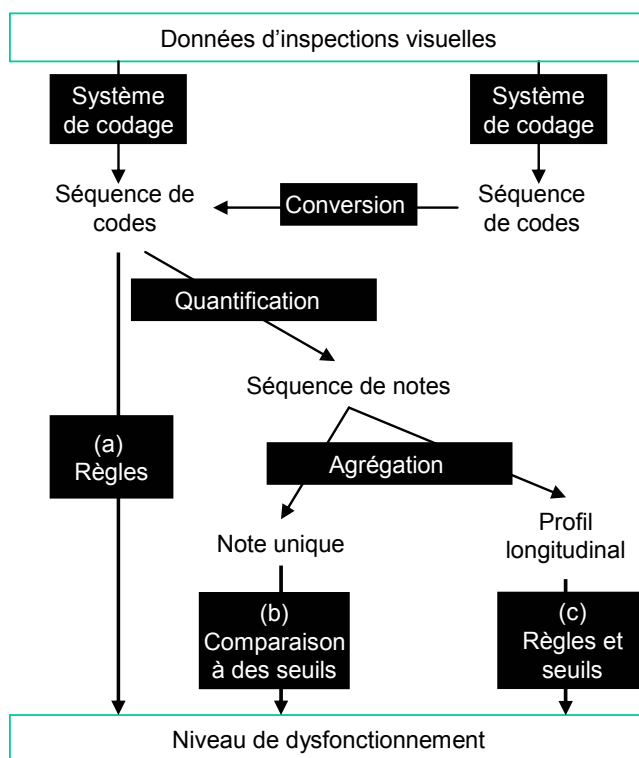 Données d'inspections visuelles
Système
de codage
Système
de codage
Séquence de
codes
Conversion
Séquence
de codes
Quantification
Séquence de notes
(a)
Règles
Agrégation
Note unique
Profil
longitudinal
(b)
Comparaison
à des seuils
(c)
Règles et
seuils
Niveau de dysfonctionnement